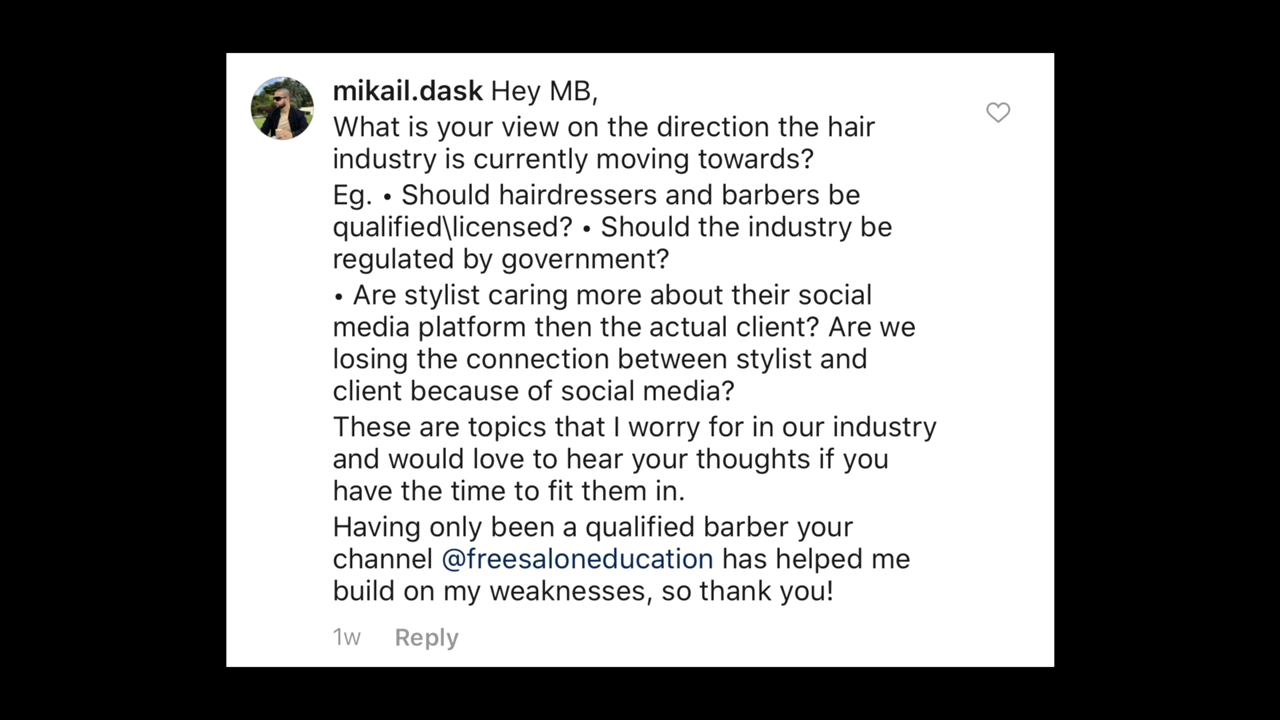 mikail.dask Hey MB,
What is your view on the direction the hair
industry is currently moving towards?
Eg. • Should hairdressers and barbers be
qualified\licensed? • Should the industry be
regulated by government?
• Are stylist caring more about their social
media platform then the actual client? Are we
losing the connection between stylist and
client because of social media?
These are topics that I worry for in our industry
and would love to hear your thoughts if you
have the time to fit them in.
Having only been a qualified barber your
channel @freesaloneducation has helped me
build on my weaknesses, so thank you!
1w Reply